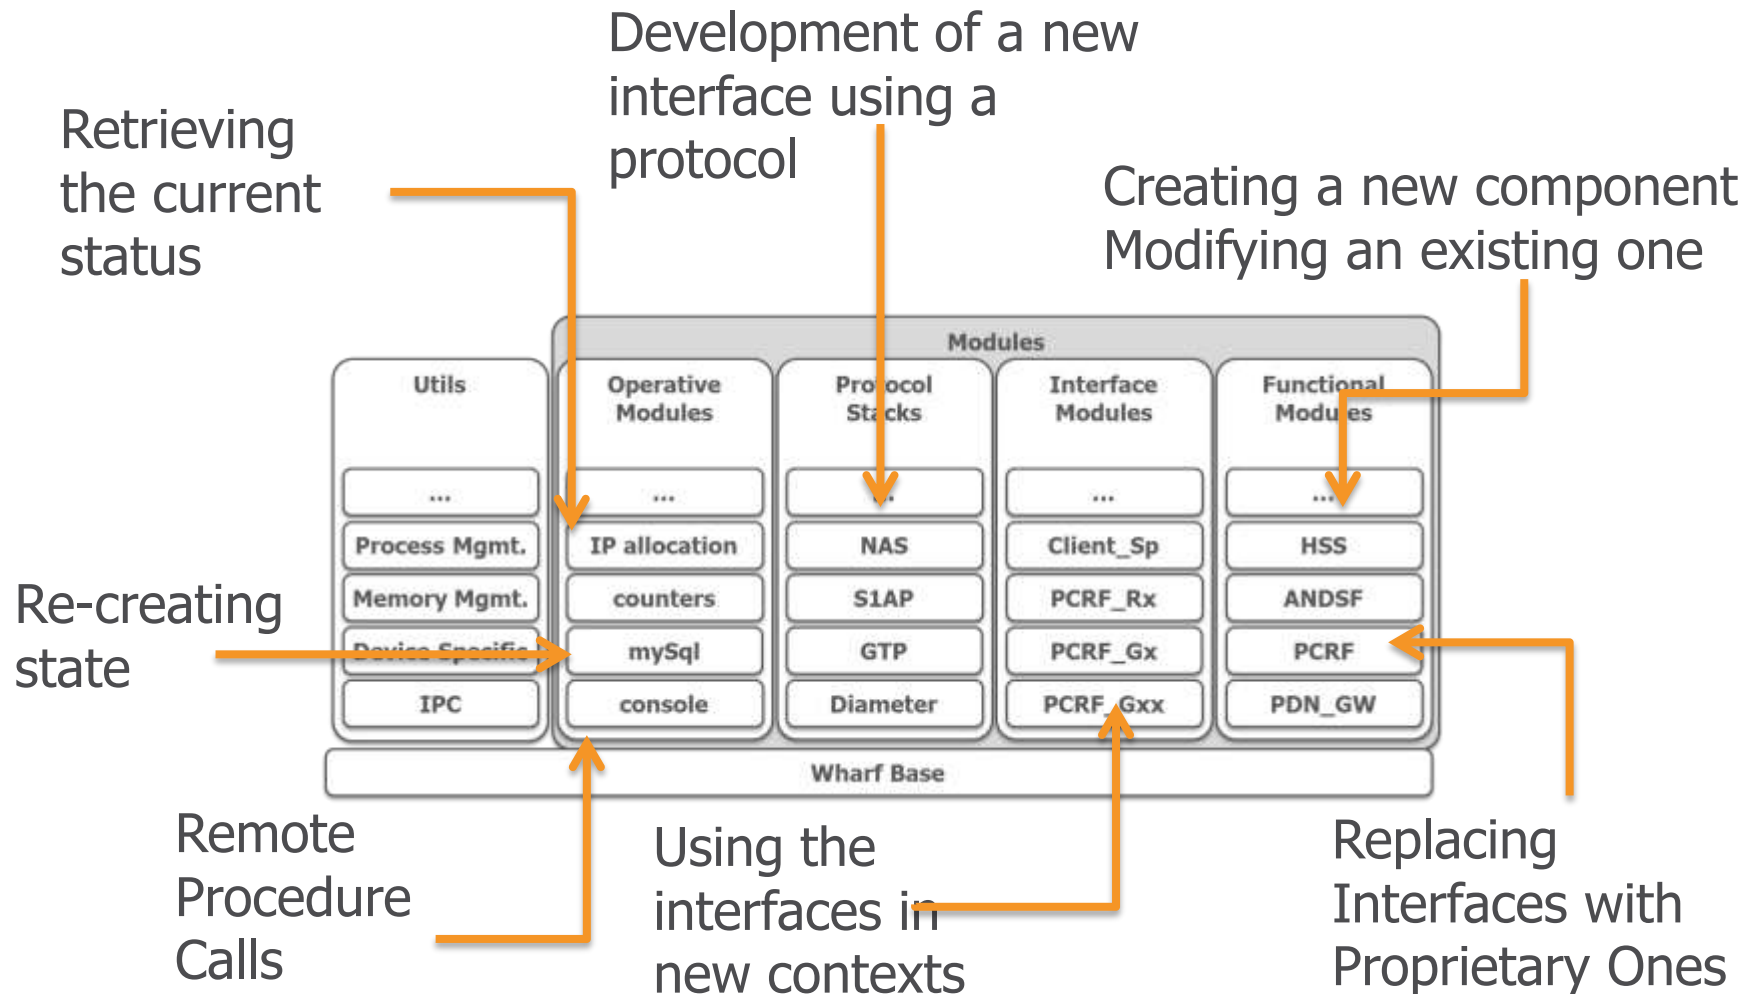 Development of a new
interface using a
protocol
Retrieving
the current
status
Creating a new component
Modifying an existing one
Modules
Utils
Operative
Modules
Protocol
Stacks
Interface
Modules
Functional
Modules
...
...
...
...
...
Process Mgmt.
IP allocation
NAS
Client_Sp
HSS
Memory Mgmt.
counters
S1AP
PCRF_Rx
ANDSF
Device Specific
mySql
GTP
PCRF_Gx
PCRF
IPC
console
Diameter
PCRF_Gxx
PDN_GW
Wharf Base
Re-creating
state
Remote
Procedure
Calls
Using the
interfaces in
new contexts
Replacing
Interfaces with
Proprietary Ones